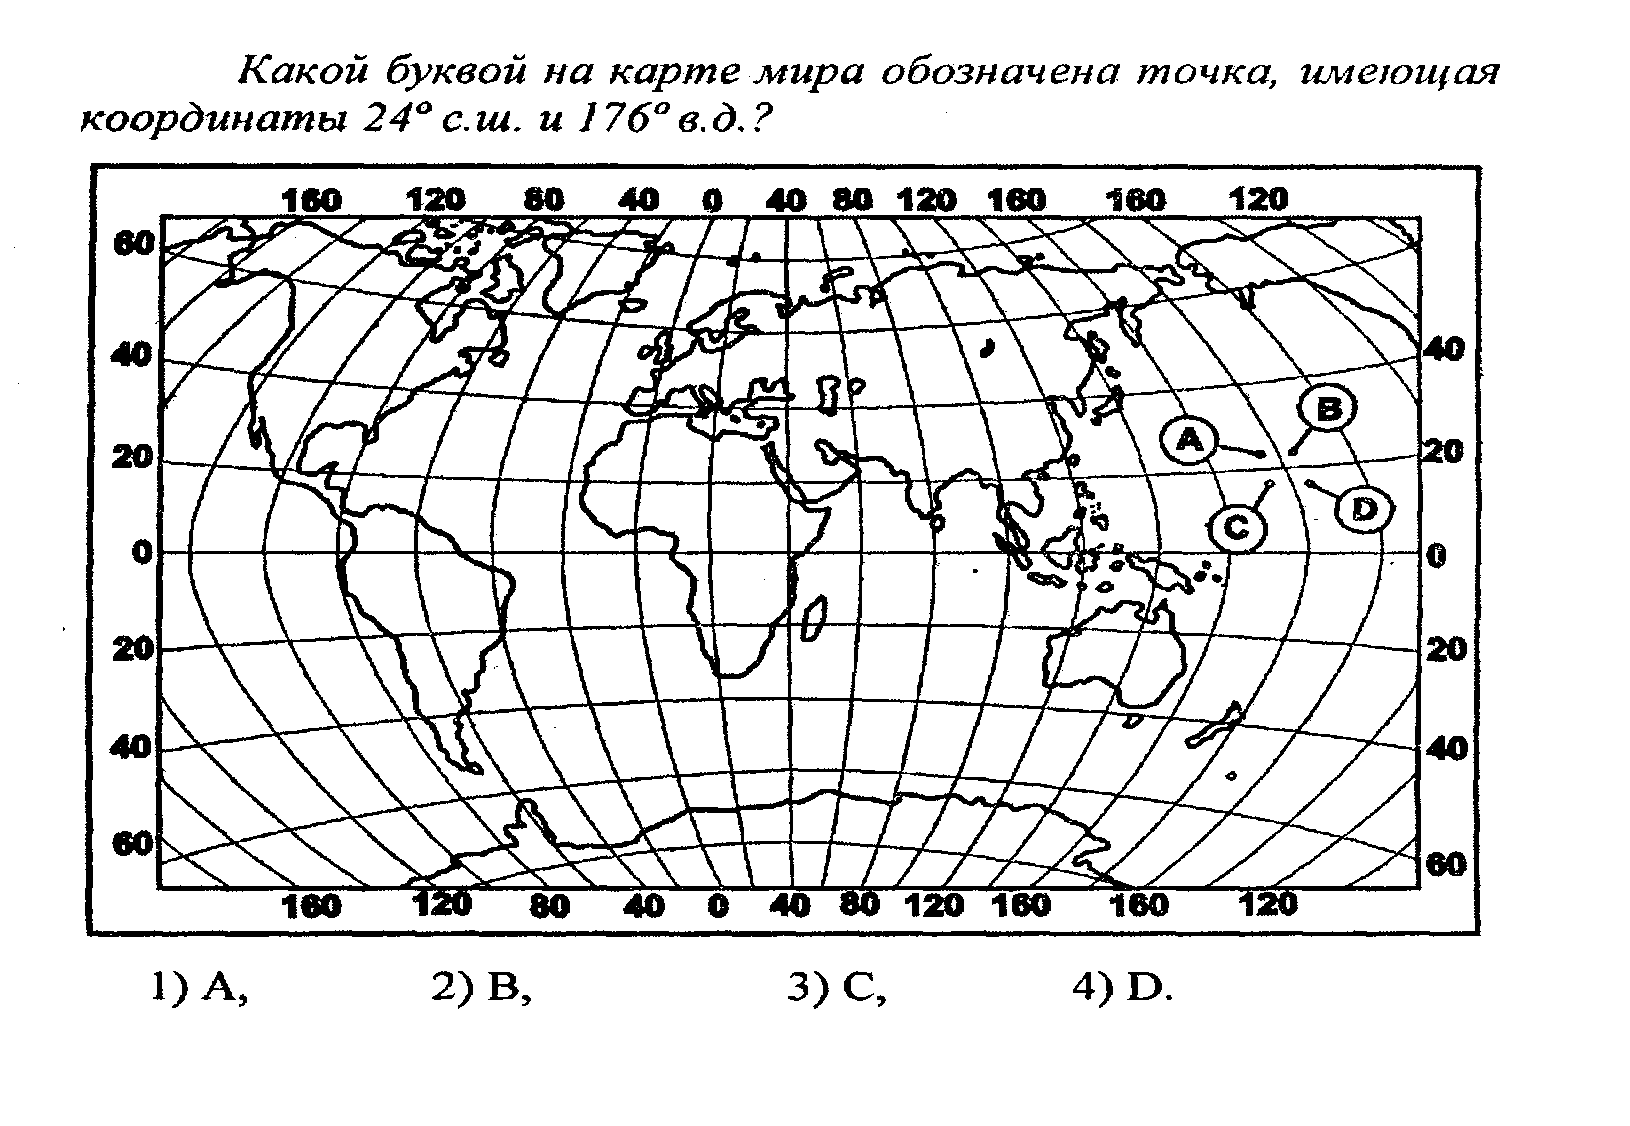 Какой буквой на карте мира обозначена точка, имеющая
координаты 24° с.ш. и 176° в.д.?
160 120 80 40 0 40 80 120 160 160 120
60
40 40
B
A
20 20
D
C
0 0
20 20
40 40
60 60
160 120 80 40 0 40 80 120 160 160 120
1) A, 2) B, 3) C, 4) D.